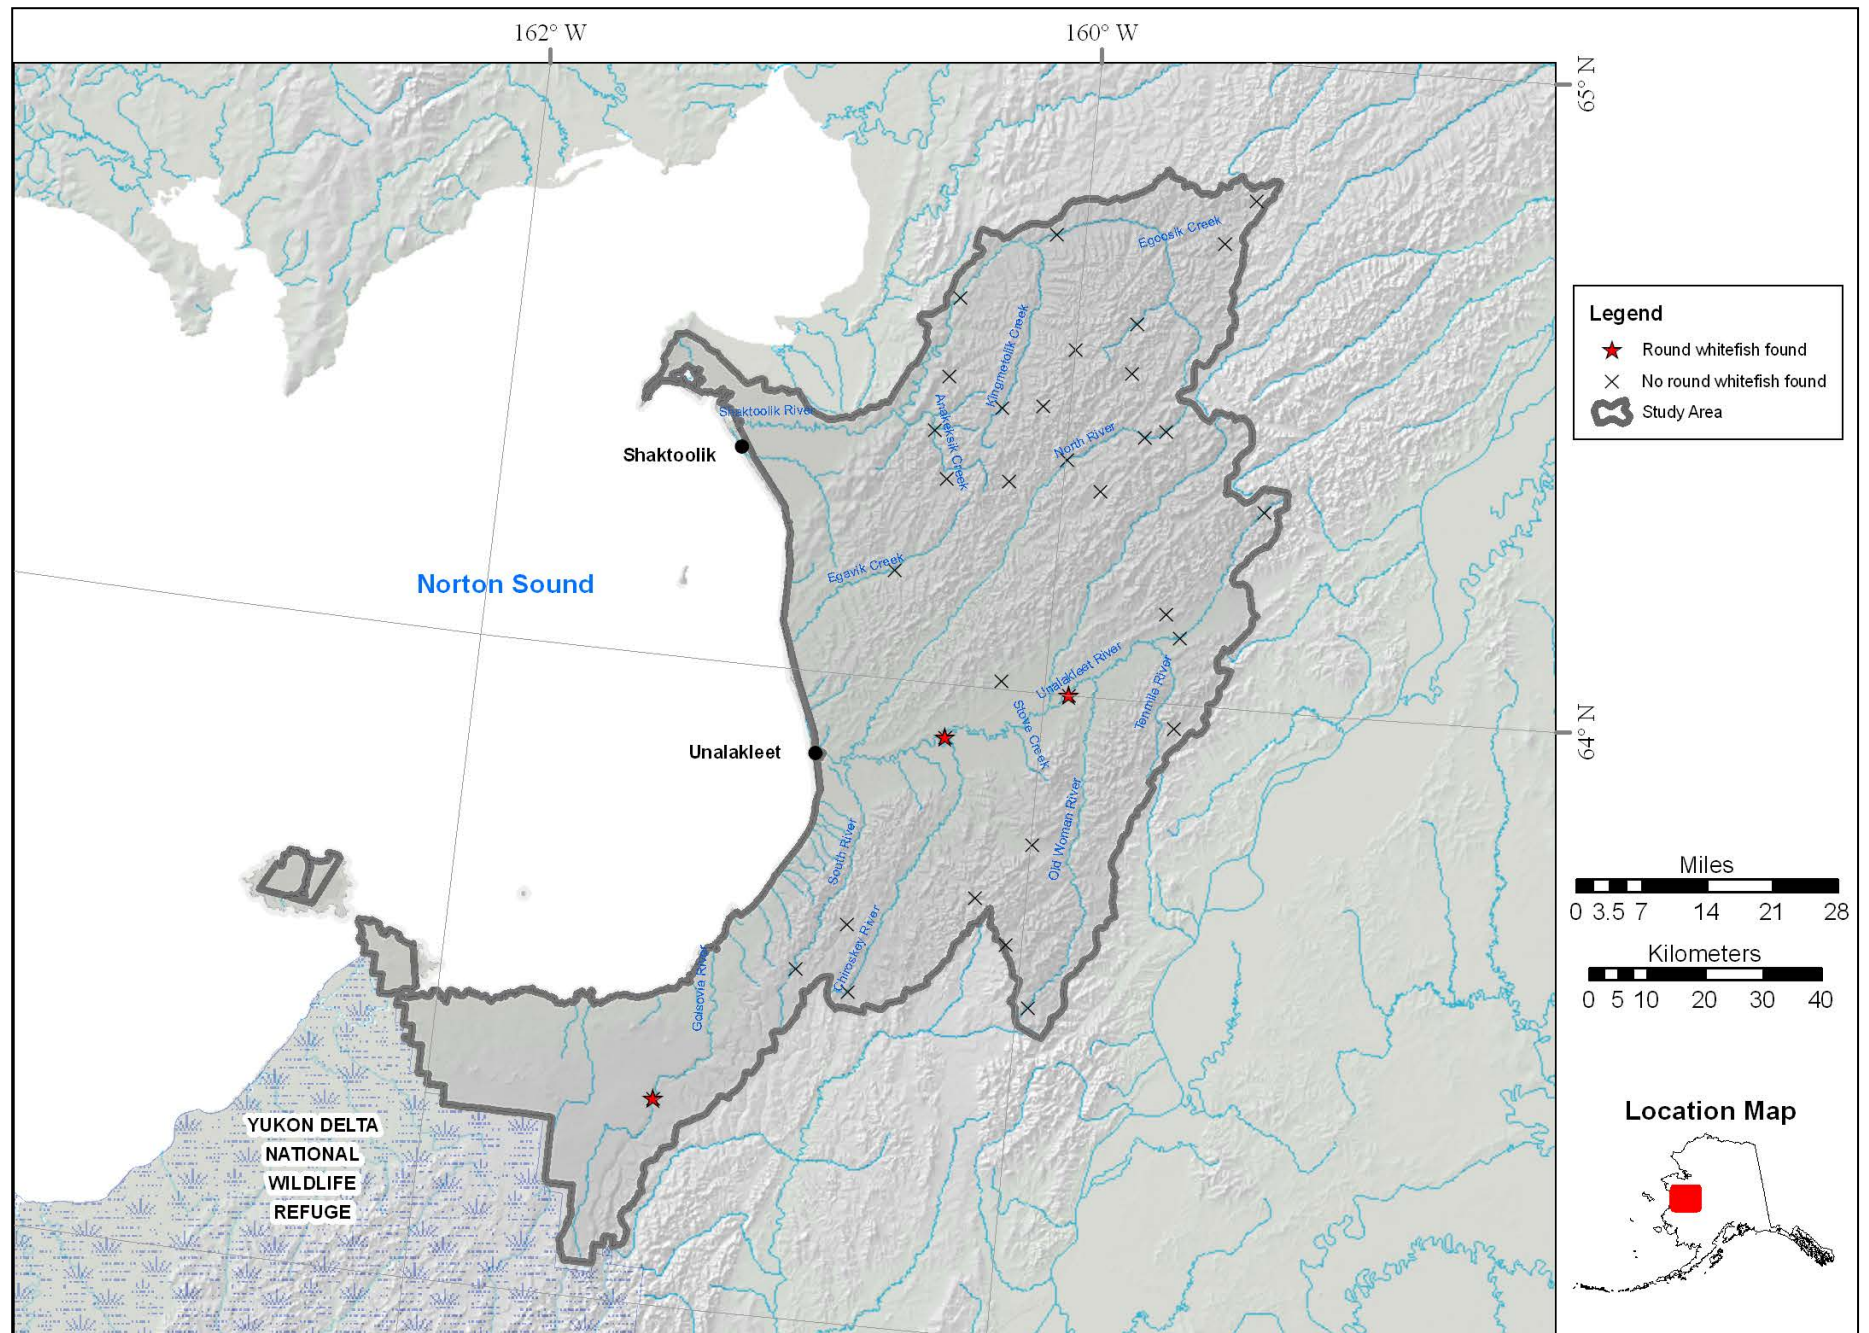 162° W
160° W
65° N
Egoosik Creek
Kingmetolik Creek
Legend
Round whitefish found
No round whitefish found
Study Area
Shaktoolik River
Anakeksik Creek
North River
Shaktoolik
Egavik Creek
Norton Sound
Unalakleet River
Tenmile River
Stove Creek
64° N
Unalakleet
Old Woman River
South River
Chiroskey River
Golsovia River
Miles
0 3.5 7 14 21 28
Kilometers
0 5 10 20 30 40
YUKON DELTA
NATIONAL
WILDLIFE
REFUGE
Location Map